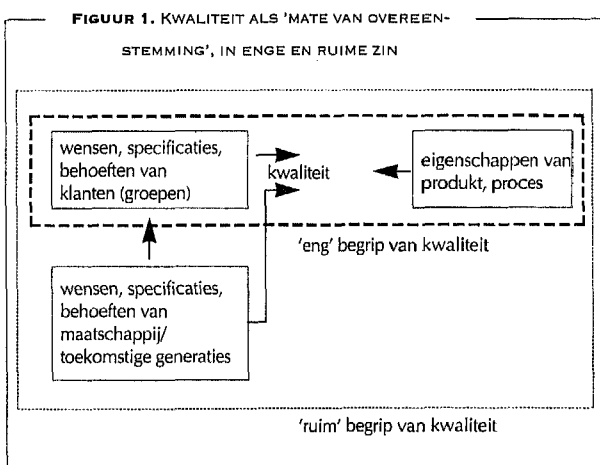 FIGUUR 1. KWALITEIT ALS 'MATE VAN OVEREEN-
STEMMING', IN ENGE EN RUIME ZIN
wensen, specificaties,
behoeften van
klanten (groepen)
kwaliteit
eigenschappen van
produkt, proces
'eng' begrip van kwaliteit
wensen, specificaties,
behoeften van
maatschappij/
toekomstige generaties
'ruim' begrip van kwaliteit